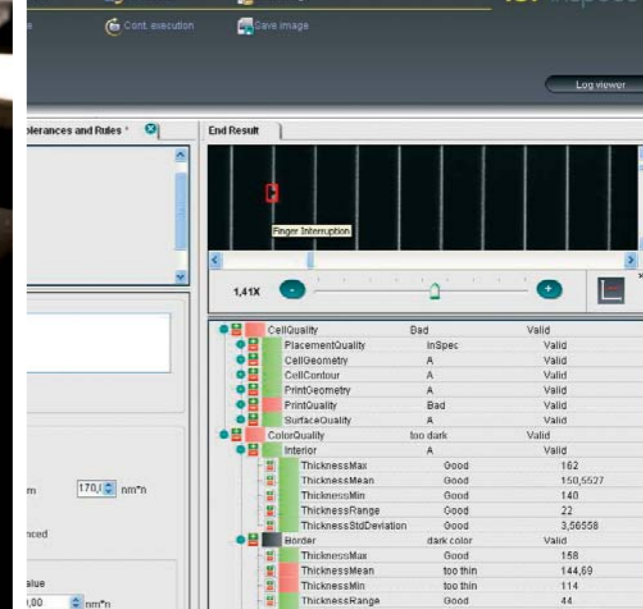 Cont. execution
Save image
Log viewer
End Result
Finger Interruption
1,41X
CellQuality Bad Valid
PlacementQuality InSpec Valid
CellGeometry A Valid
CellContour A Valid
PrintGeometry A Valid
PrintQuality Bad Valid
SurfaceQuality A Valid
ColorQuality too dark Valid
Interior A Valid
ThicknessMax Good 162
ThicknessMean Good 150,5527
ThicknessMin Good 140
ThicknessRange Good 22
ThicknessStdDeviation Good 3,56558
170,( nm*n
Border dark color Valid
ThicknessMax Good 158
ThicknessMean too thin 144,69
ThicknessMin too thin 114
ThicknessRange Good 44
and Rules *
nm*n